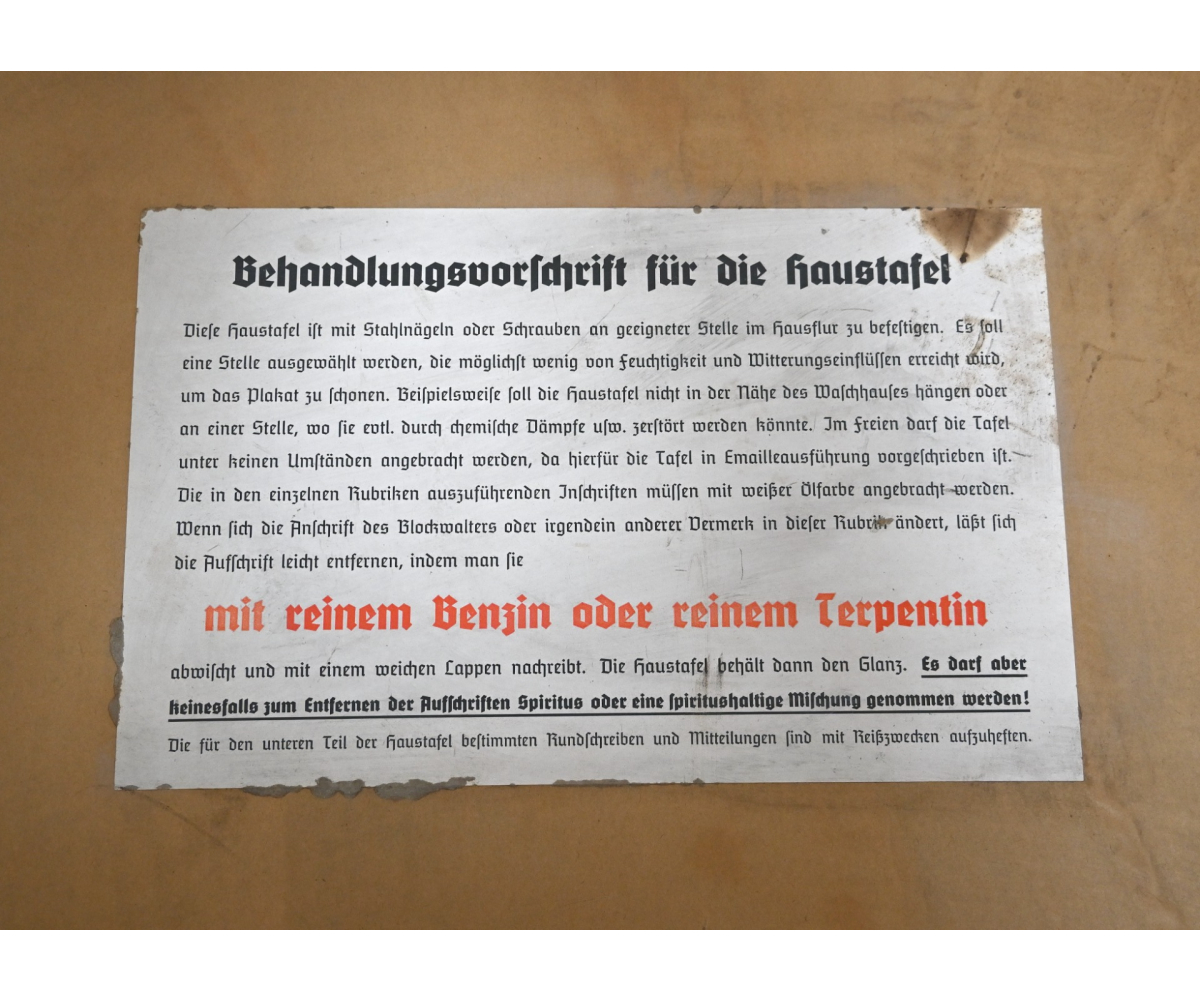 Behandlungsvorſchrift für die Haustafel
Dieſe Haustafel iſt mit Stahlnägeln oder Schrauben an geeigneter Stelle im Hausflur zu befeſtigen. Es ſoll
eine Stelle ausgewählt werden, die möglichſt wenig von Feuchtigkeit und Witterungseinflüſſen erreicht wird,
um das Plakat zu ſchonen. Beiſpielsweiſe ſoll die Haustafel nicht in der Nähe des Waſchhauſes hängen oder
an einer Stelle, wo ſie evtl. durch chemiſche Dämpfe uſw. zerſtört werden könnte. Im Freien darf die Tafel
unter keinen Umſtänden angebracht werden, da hierfür die Tafel in Emailleausführung vorgeſchrieben iſt.
Die in den einzelnen Rubriken auszuführenden Inſchriften müſſen mit weißer Ölfarbe angebracht werden.
Wenn ſich die Anſchrift des Blockwalters oder irgendein anderer Vermerk in dieſer Rubrik ändert, läßt ſich
die Aufſchrift leicht entfernen, indem man ſie
mit reinem Benzin oder reinem Terpentin
abwiſcht und mit einem weichen Lappen nachreibt. Die Haustafel behält dann den Glanz. Es darf aber
keinesfalls zum Entfernen der Aufſchriften Spiritus oder eine ſpiritushaltige Miſchung genommen werden!
Die für den unteren Teil der Haustafel beſtimmten Rundſchreiben und Mitteilungen ſind mit Reißzwecken aufzuheften.